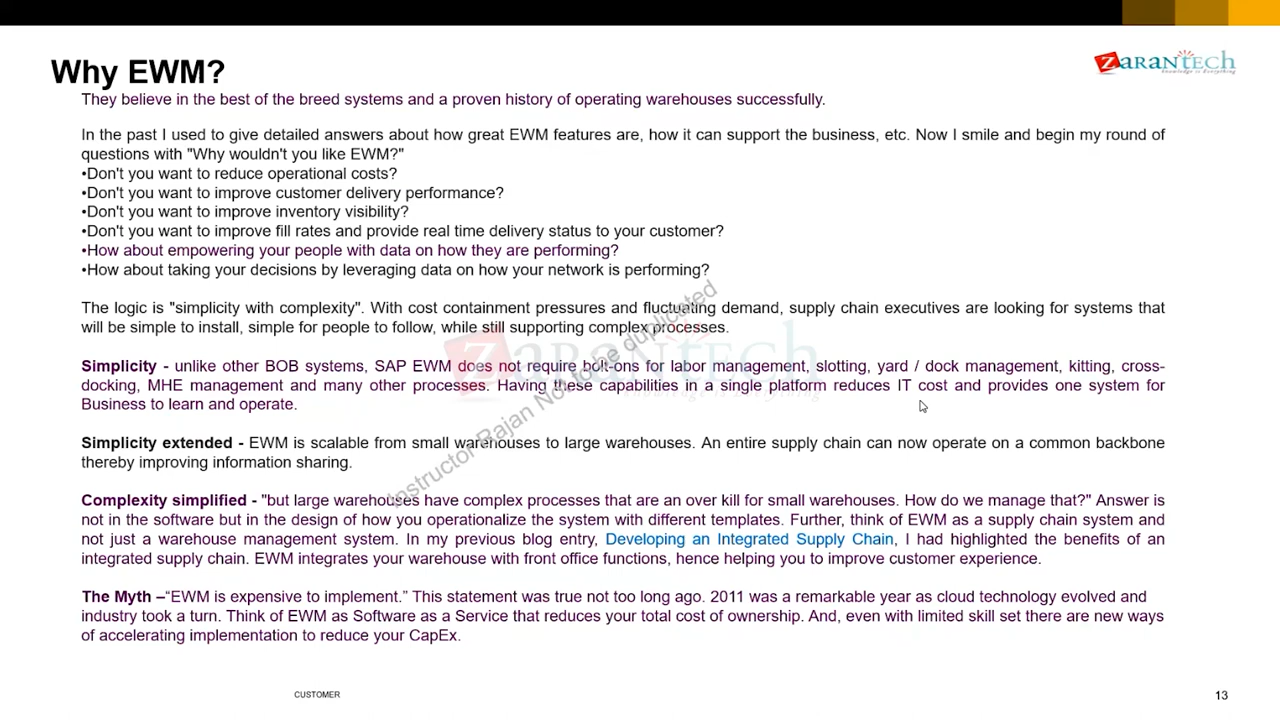 Why EWM?
ZARANTECH
Knowledge is Everything
They believe in the best of the breed systems and a proven history of operating warehouses successfully.
In the past I used to give detailed answers about how great EWM features are, how it can support the business, etc. Now I smile and begin my round of
questions with "Why wouldn't you like EWM?"
•Don't you want to reduce operational costs?
•Don't you want to improve customer delivery performance?
•Don't you want to improve inventory visibility?
•Don't you want to improve fill rates and provide real time delivery status to your customer?
•How about empowering your people with data on how they are performing?
•How about taking your decisions by leveraging data on how your network is performing?
The logic is "simplicity with complexity". With cost containment pressures and fluctuating demand, supply chain executives are looking for systems that
will be simple to install, simple for people to follow, while still supporting complex processes.
Simplicity - unlike other BOB systems, SAP EWM does not require bolt-ons for labor management, slotting, yard / dock management, kitting, cross-
docking, MHE management and many other processes. Having these capabilities in a single platform reduces IT cost and provides one system for
Business to learn and operate.
Simplicity extended - EWM is scalable from small warehouses to large warehouses. An entire supply chain can now operate on a common backbone
thereby improving information sharing.
Complexity simplified - "but large warehouses have complex processes that are an over kill for small warehouses. How do we manage that?" Answer is
not in the software but in the design of how you operationalize the system with different templates. Further, think of EWM as a supply chain system and
not just a warehouse management system. In my previous blog entry, Developing an Integrated Supply Chain, I had highlighted the benefits of an
integrated supply chain. EWM integrates your warehouse with front office functions, hence helping you to improve customer experience.
The Myth –“EWM is expensive to implement.” This statement was true not too long ago. 2011 was a remarkable year as cloud technology evolved and
industry took a turn. Think of EWM as Software as a Service that reduces your total cost of ownership. And, even with limited skill set there are new ways
of accelerating implementation to reduce your CapEx.
Instructor Rajan Not to be duplicated
ZARANTECH
Knowledge is Everything
CUSTOMER
13